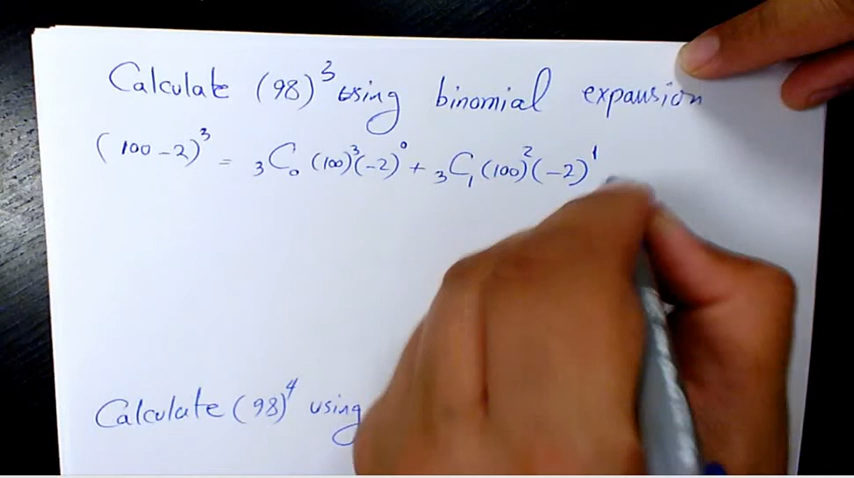 Calculate (98)³ using binomial expansion
(100-2)³ = ₃C₀ (100)³(-2)⁰ + ₃C₁ (100)²(-2)¹
Calculate (98)⁴ using